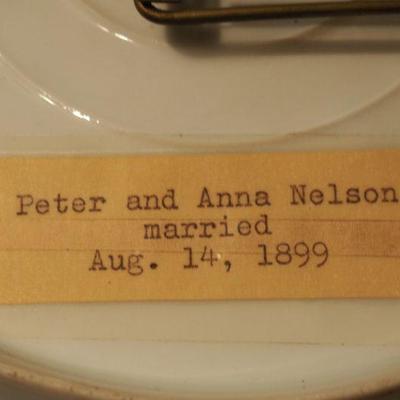 Peter and Anna Nelson
married
Aug. 14, 1899